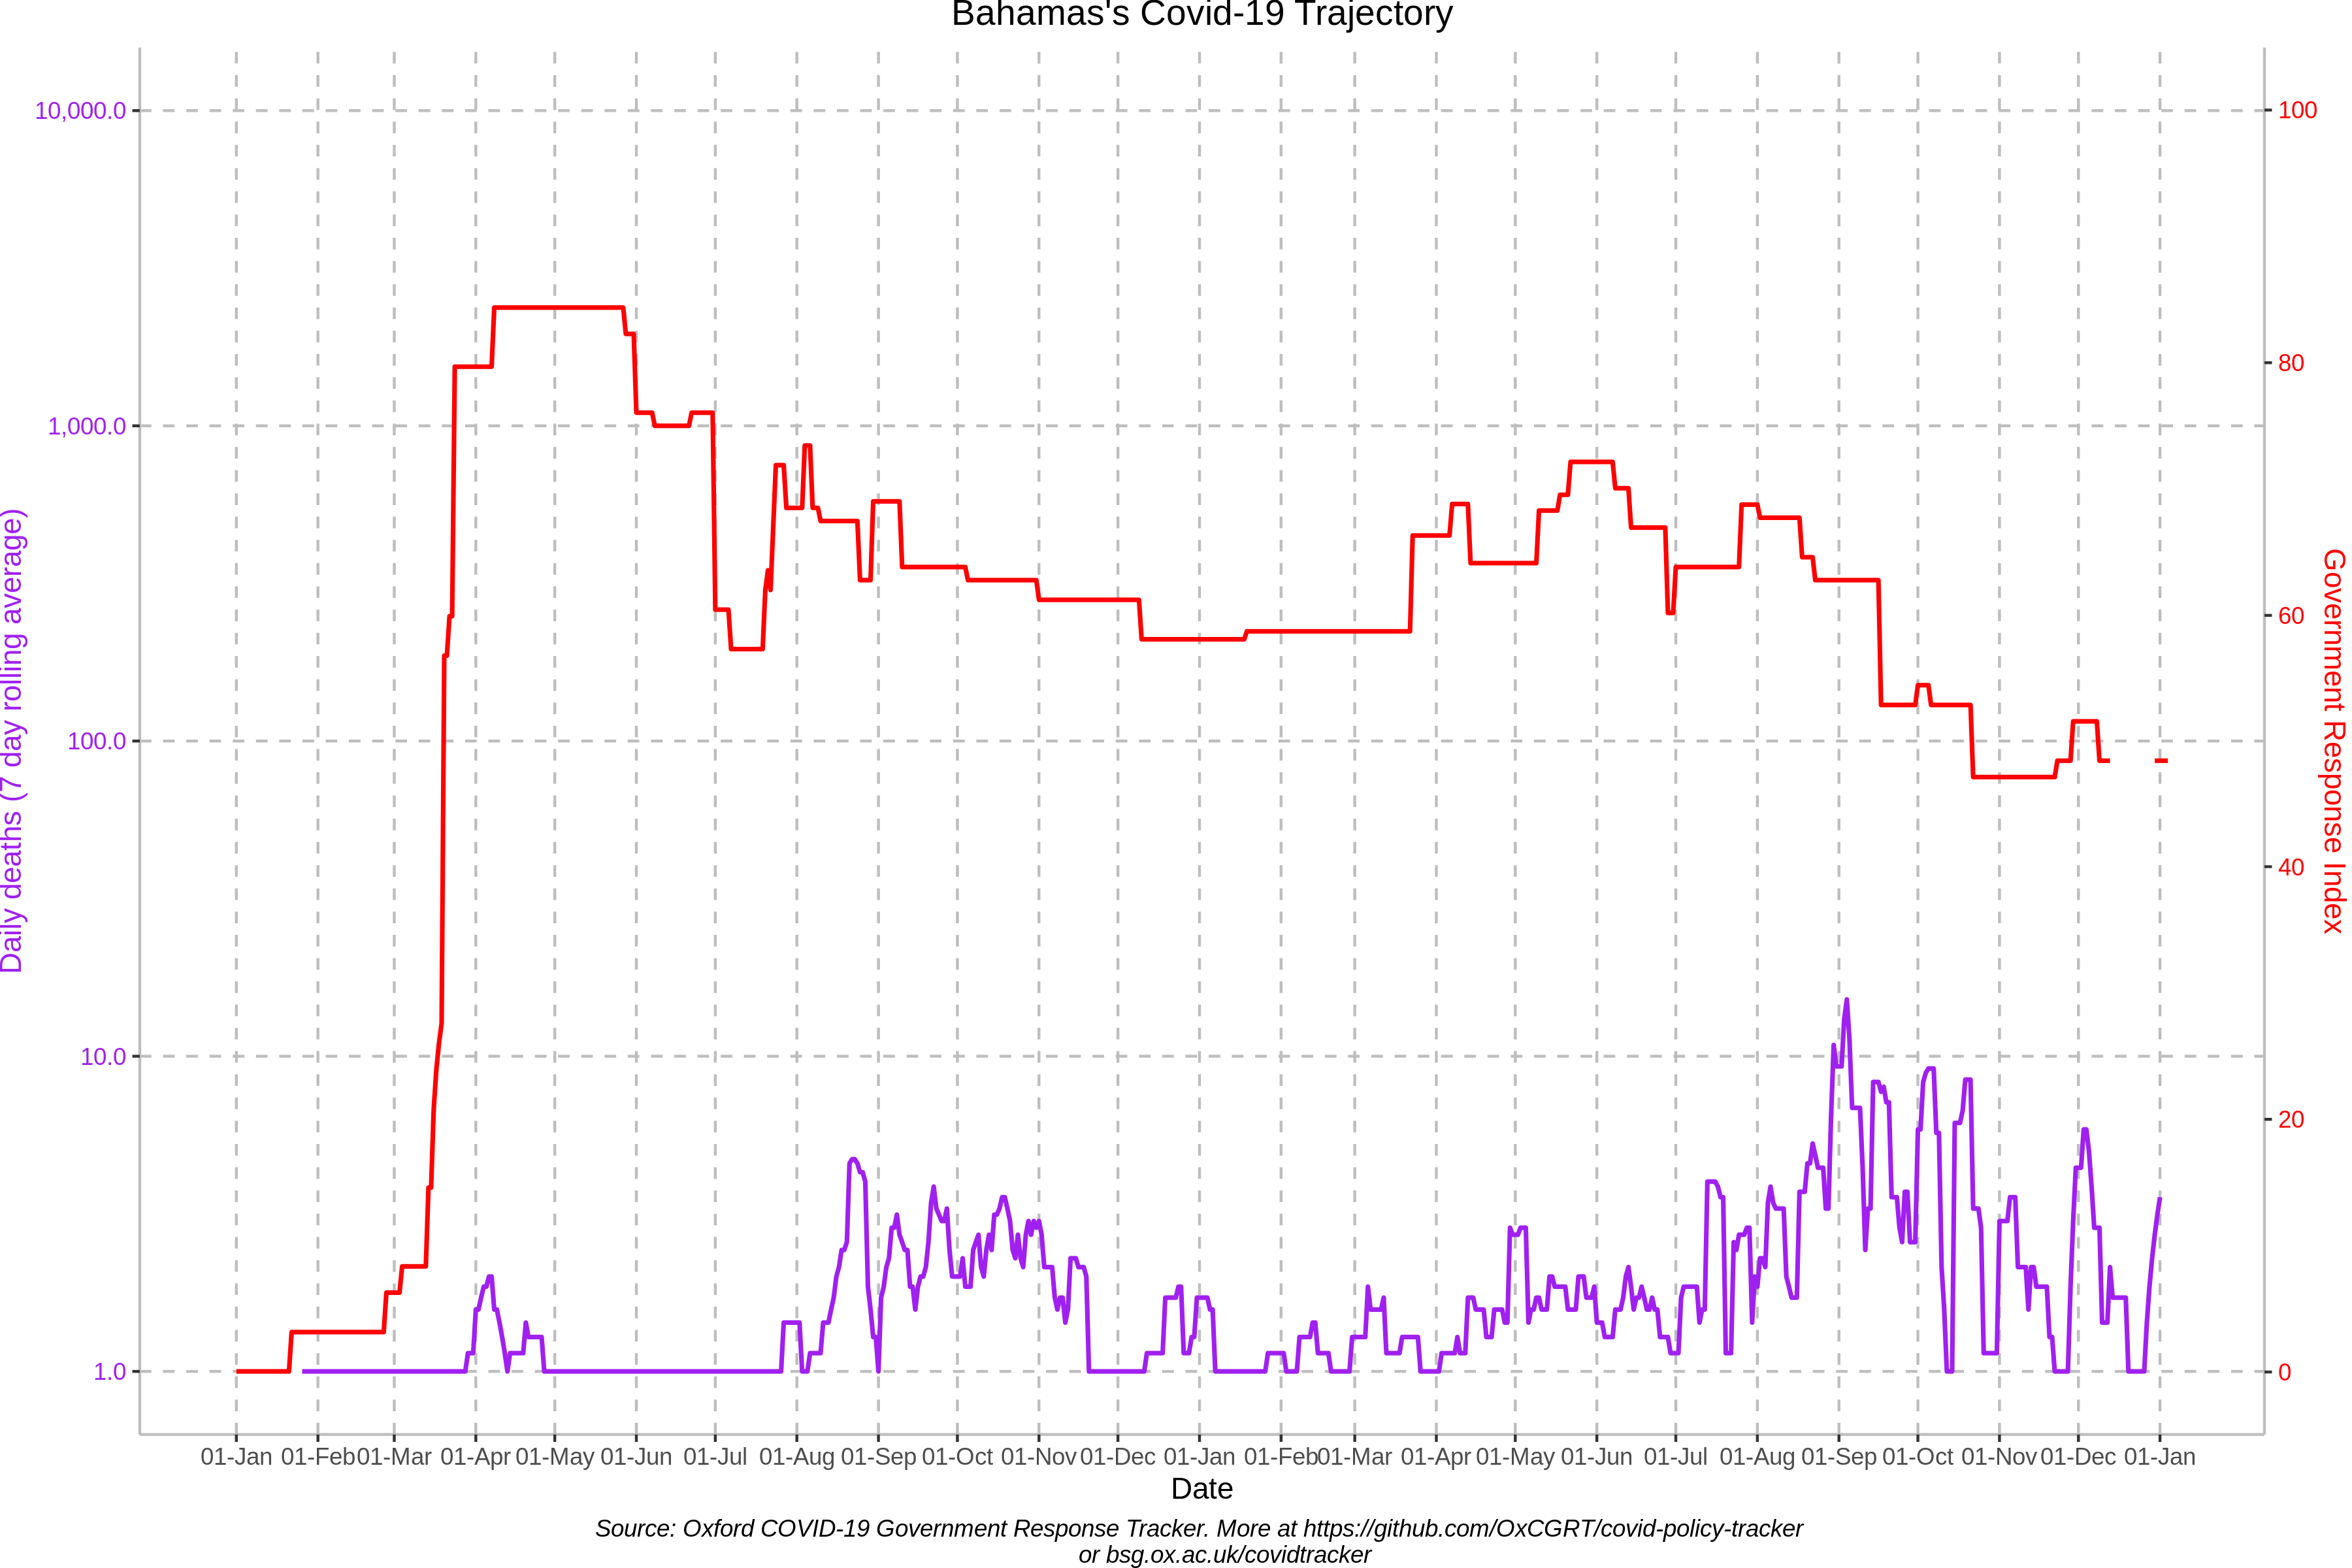 Bahamas's Covid-19 Trajectory
10,000.0
1,000.0
100.0
10.0
1.0
Daily deaths (7 day rolling average)
100
80
60
40
20
0
Government Response Index
01-Jan 01-Feb 01-Mar 01-Apr 01-May 01-Jun 01-Jul 01-Aug 01-Sep 01-Oct 01-Nov 01-Dec 01-Jan 01-Feb 01-Mar 01-Apr 01-May 01-Jun 01-Jul 01-Aug 01-Sep 01-Oct 01-Nov 01-Dec 01-Jan
Date
Source: Oxford COVID-19 Government Response Tracker. More at https://github.com/OxCGRT/covid-policy-tracker
or bsg.ox.ac.uk/covidtracker